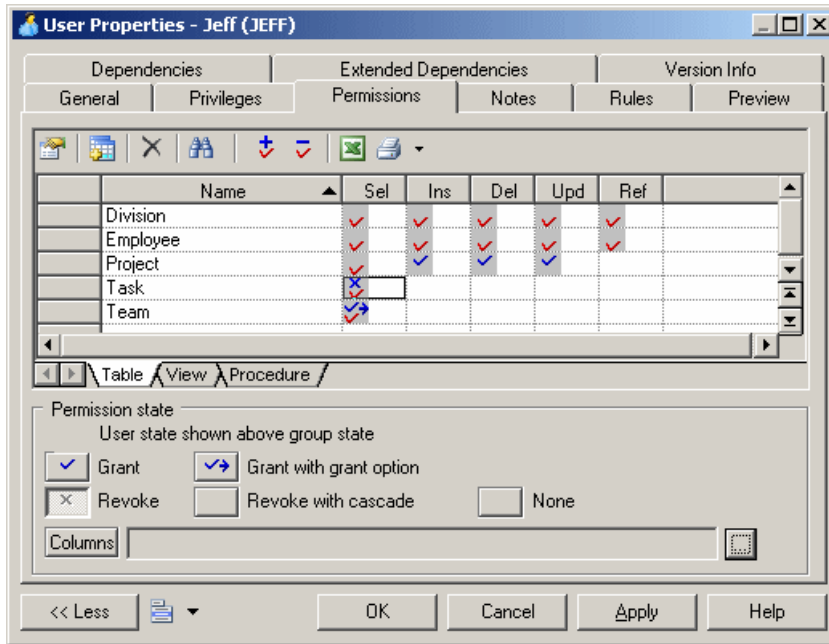 User Properties - Jeff (JEFF)
Dependencies Extended Dependencies Version Info
General Privileges Permissions Notes Rules Preview
Name Sel Ins Del Upd Ref
Division
Employee
Project
Task
Team
Table View Procedure
Permission state
User state shown above group state
Grant Grant with grant option
Revoke Revoke with cascade None
Columns
<< Less OK Cancel Apply Help